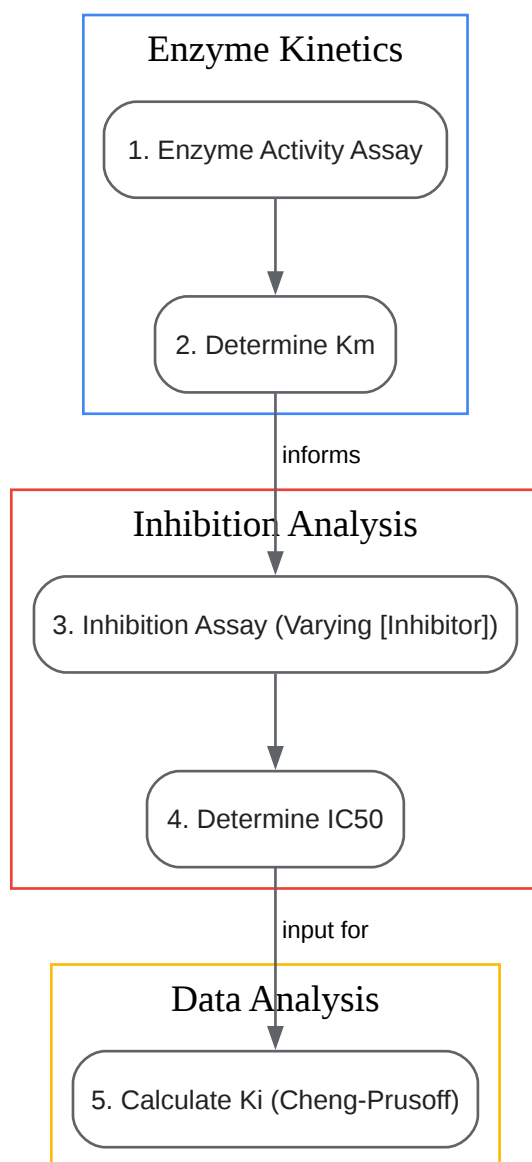 Enzyme Kinetics
1. Enzyme Activity Assay
2. Determine Km
informs
Inhibition Analysis
3. Inhibition Assay (Varying [Inhibitor])
4. Determine IC50
input for
Data Analysis
5. Calculate Ki (Cheng-Prusoff)